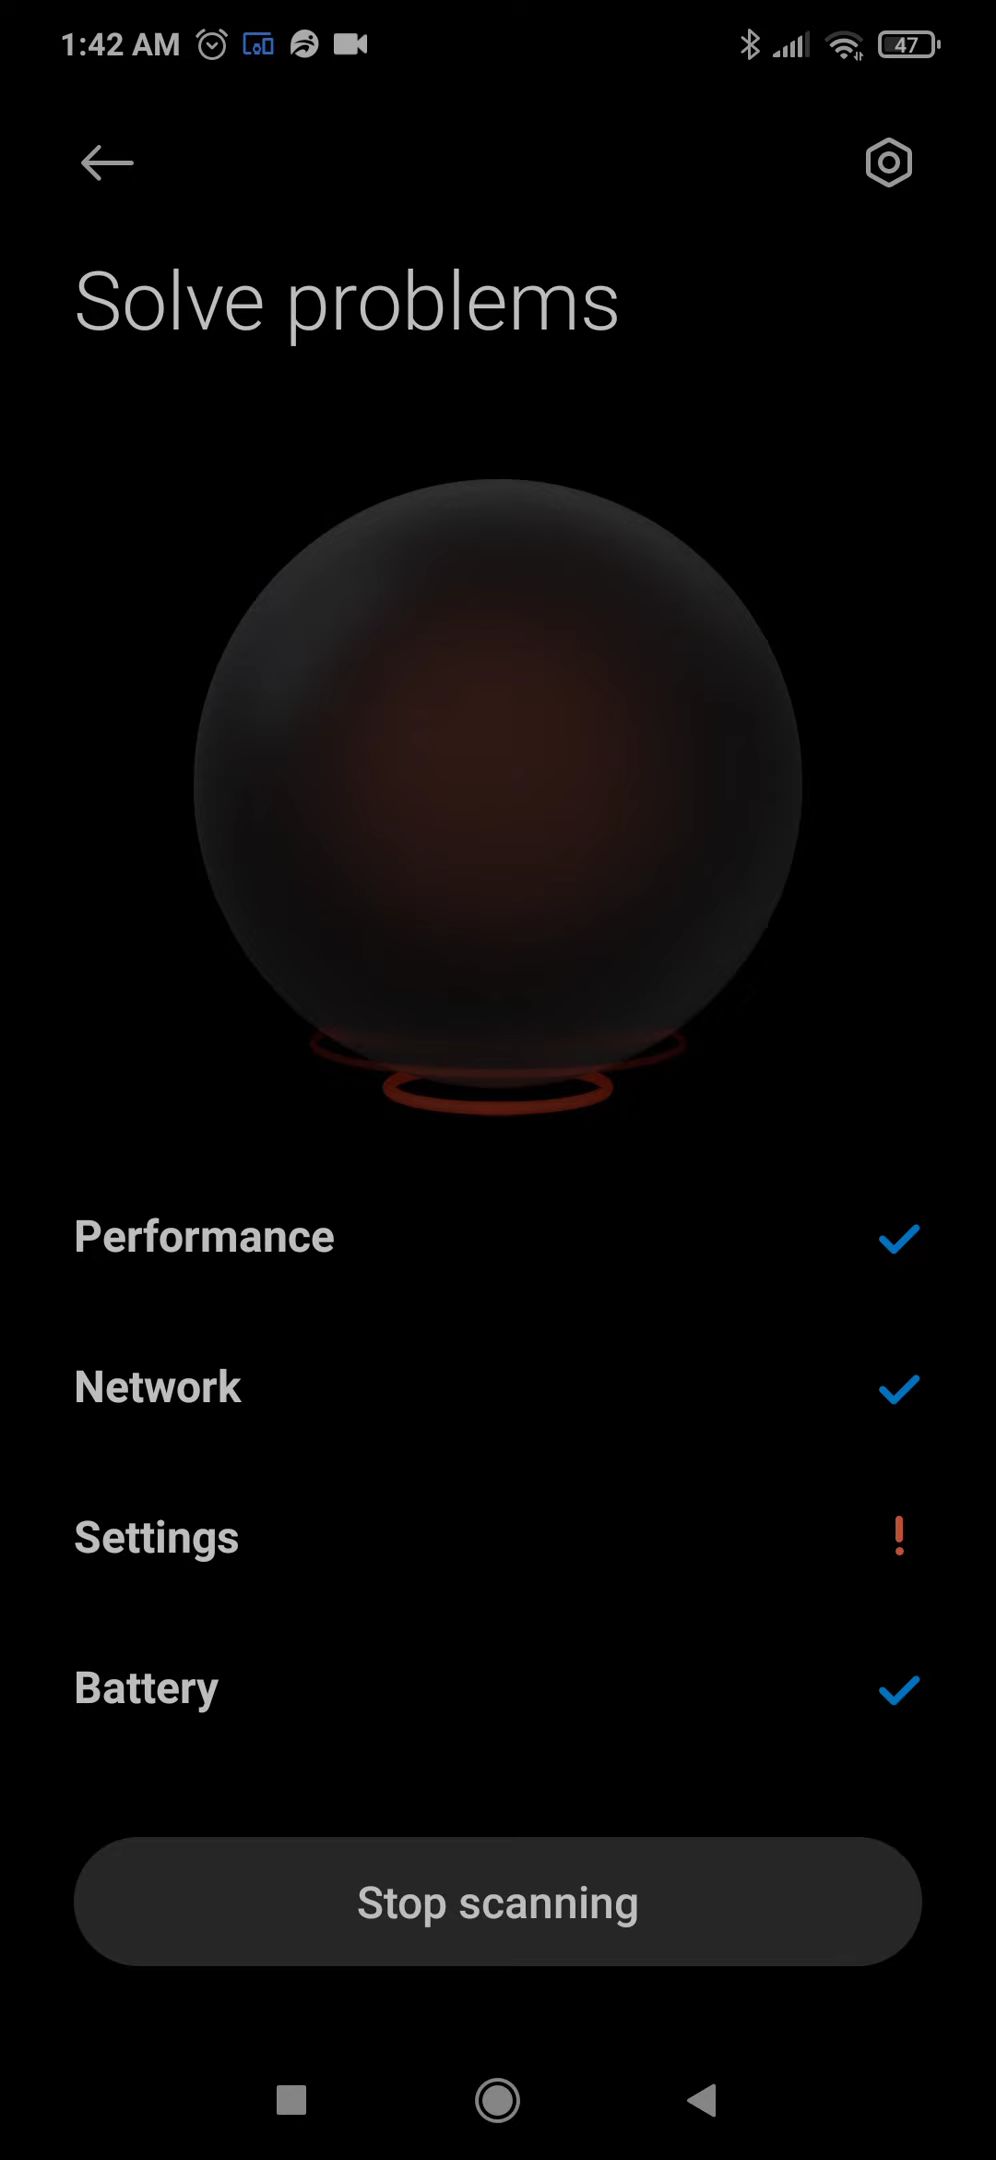 1:42 AM
47
Solve problems
Performance
Network
Settings
Battery
Stop scanning